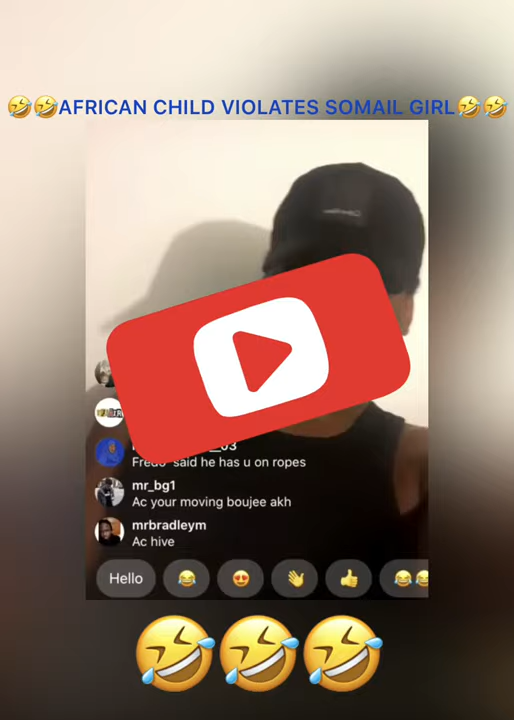 🤣🤣AFRICAN CHILD VIOLATES SOMAIL GIRL🤣🤣
said he has u on ropes
mr_bg1
Ac your moving boujee akh
mrbradleym
Ac hive
Hello